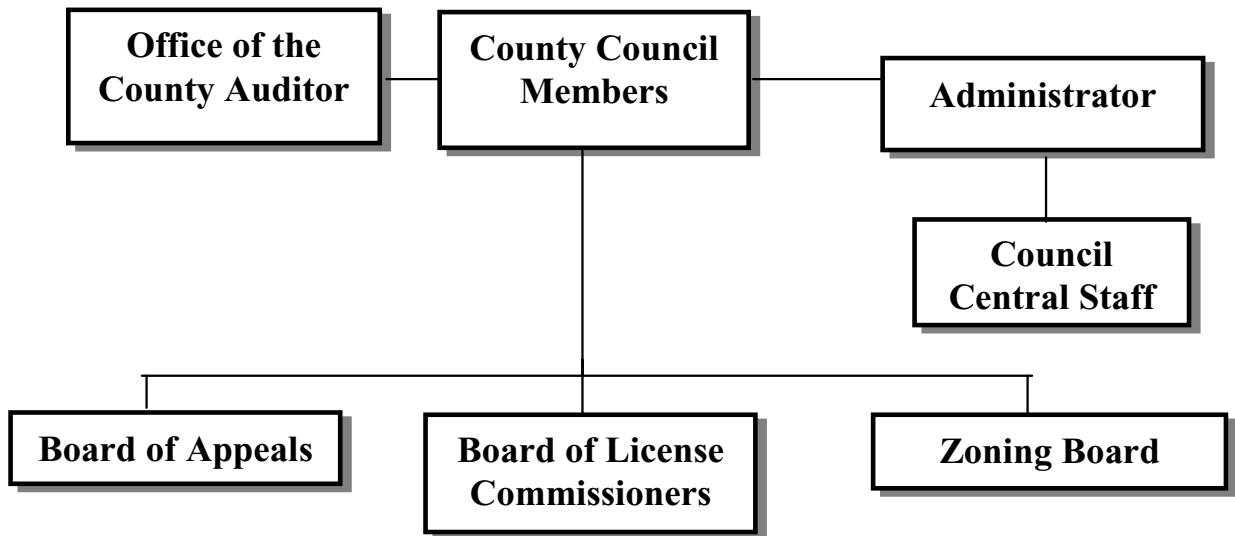 Office of the
County Auditor
County Council
Members
Administrator
Council
Central Staff
Board of Appeals
Board of License
Commissioners
Zoning Board